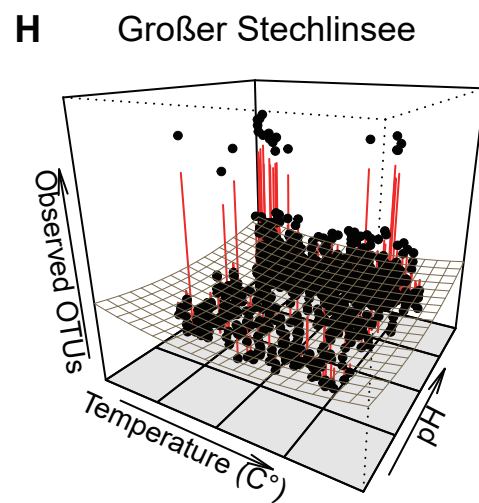 H Großer Stechlinsee
Observed OTUs
Temperature (C°)
pH